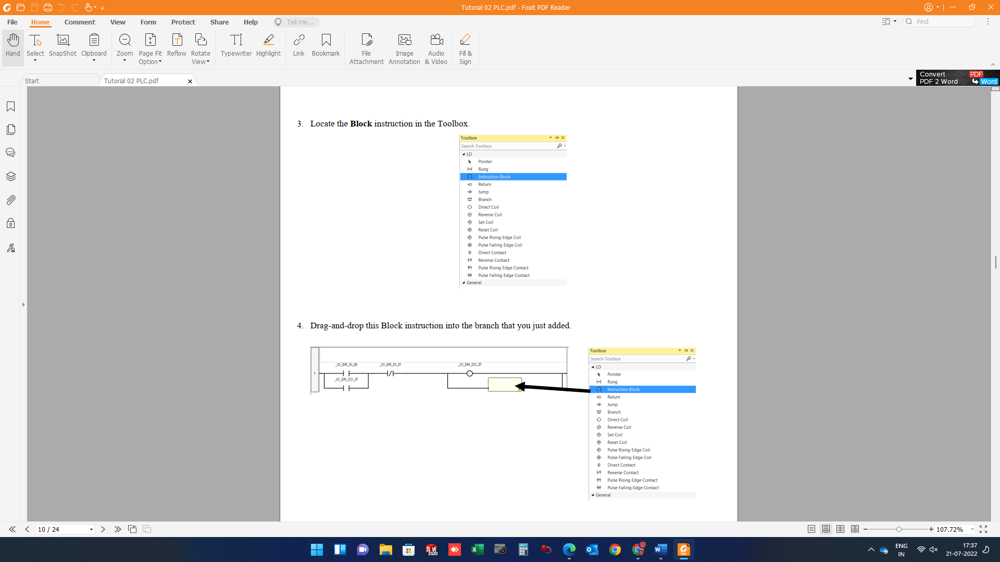 Tutorial 02 PLC.pdf - Foxit PDF Reader
File Home Comment View Form Protect Share Help Tell me... Find
Hand Select SnapShot Clipboard Zoom Page Fit Option Reflow Rotate View Typewriter Highlight Link Bookmark File Attachment Image Annotation Audio & Video Fill & Sign
Start Tutorial 02 PLC.pdf
Convert PDF
PDF 2 Word Word
3. Locate the Block instruction in the Toolbox.
Toolbox
Search Toolbox
LD
Pointer
Rung
Instruction Block
Return
Jump
Branch
Direct Coil
Reverse Coil
Set Coil
Reset Coil
Pulse Rising Edge Coil
Pulse Falling Edge Coil
Direct Contact
Reverse Contact
Pulse Rising Edge Contact
Pulse Falling Edge Contact
General
4. Drag-and-drop this Block instruction into the branch that you just added.
_IO_EM_DI_00 _IO_EM_DI_01 _IO_EM_DO_07
1
_IO_EM_DO_07
Toolbox
Search Toolbox
LD
Pointer
Rung
Instruction Block
Return
Jump
Branch
Direct Coil
Reverse Coil
Set Coil
Reset Coil
Pulse Rising Edge Coil
Pulse Falling Edge Coil
Direct Contact
Reverse Contact
Pulse Rising Edge Contact
Pulse Falling Edge Contact
General
10 / 24
107.72%
SW 2020
ENG
IN
17:37
21-07-2022